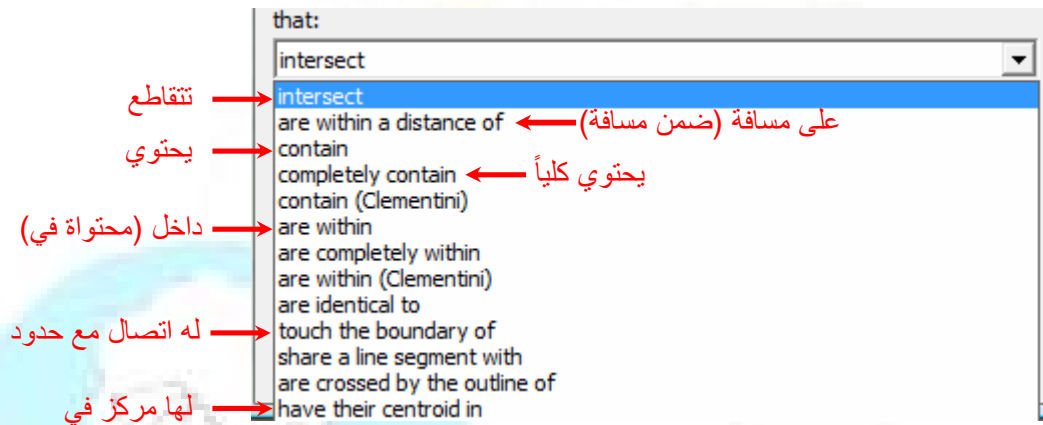 that:
intersect
تتقاطع intersect
are within a distance of على مسافة (ضمن مسافة)
يحتوي contain
completely contain يحتوي كلياً
contain (Clementini)
داخل (محتواة في) are within
are completely within
are within (Clementini)
are identical to
له اتصال مع حدود touch the boundary of
share a line segment with
are crossed by the outline of
لها مركز في have their centroid in